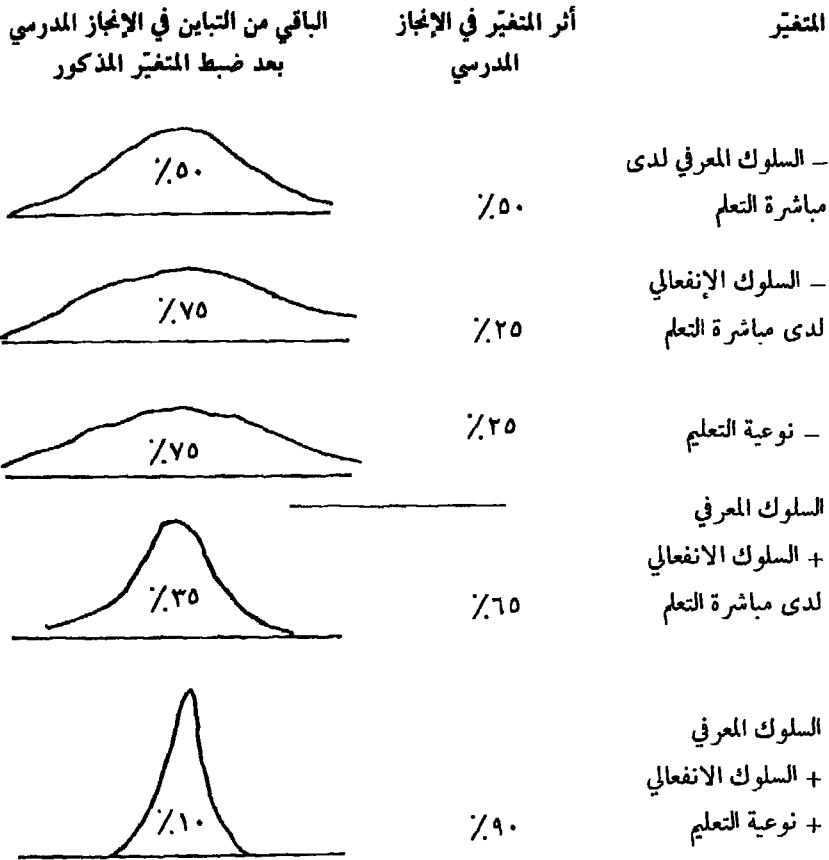 المتغيّر
أثر المتغيّر في الإنجاز
المدرسي
الباقي من التباين في الإنجاز المدرسي
بعد ضبط المتغيّر المذكور
– السلوك المعرفي لدى
مباشرة التعلم
٪٥٠
٪٥٠
– السلوك الإنفعالي
لدى مباشرة التعلم
٪٢٥
٪٧٥
– نوعية التعليم
٪٢٥
٪٧٥
السلوك المعرفي
+ السلوك الانفعالي
لدى مباشرة التعلم
٪٦٥
٪٣٥
السلوك المعرفي
+ السلوك الانفعالي
+ نوعية التعليم
٪٩٠
٪١٠